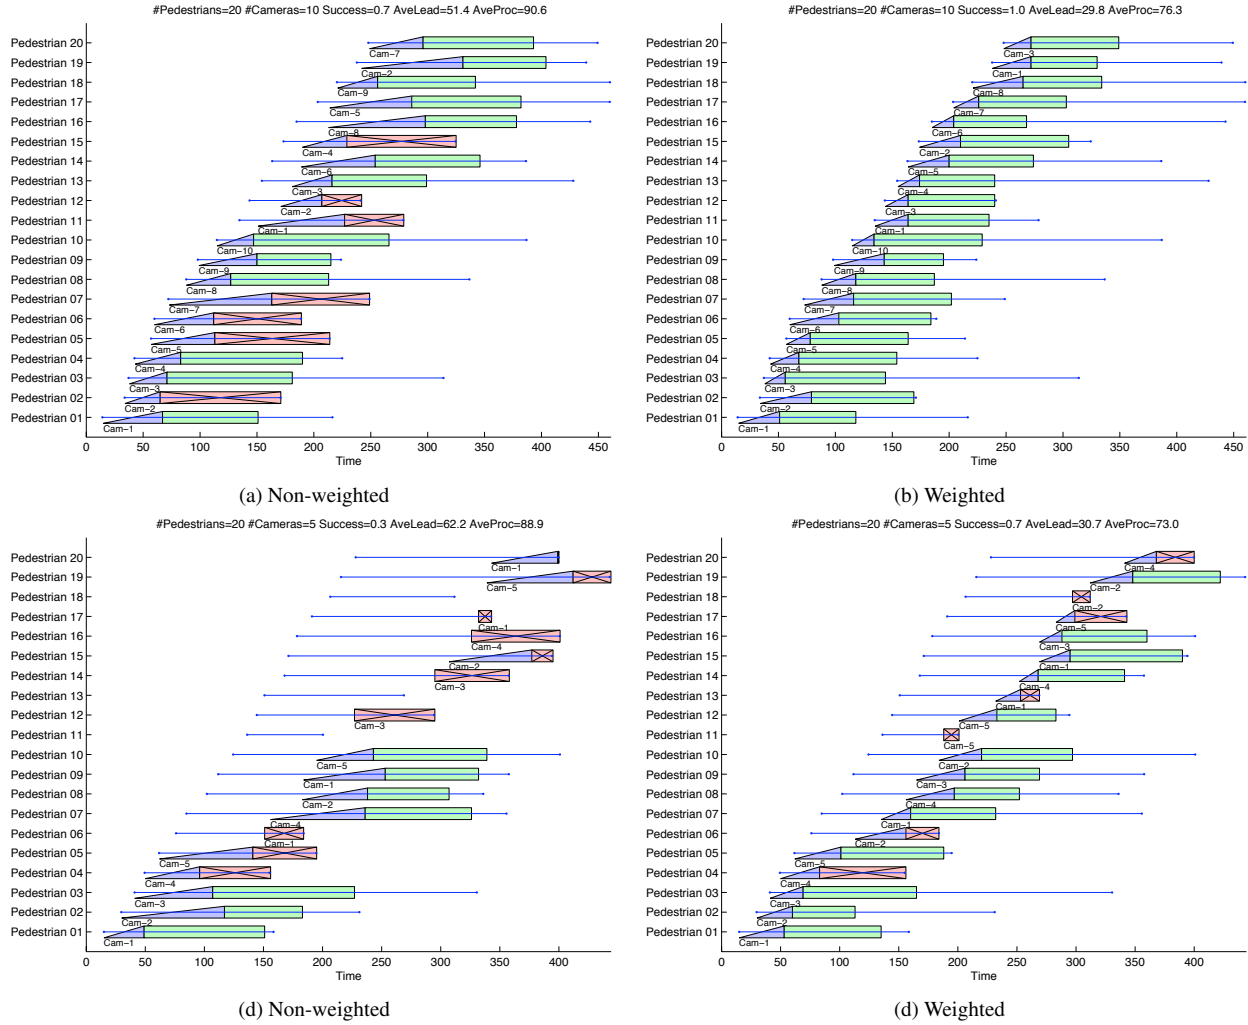 #Pedestrians=20 #Cameras=10 Success=0.7 AveLead=51.4 AveProc=90.6
Pedestrian 20
Cam−7
Pedestrian 19
Cam−2
Pedestrian 18
Cam−9
Pedestrian 17
Cam−5
Pedestrian 16
Cam−8
Pedestrian 15
Cam−4
Pedestrian 14
Cam−6
Pedestrian 13
Cam−3
Pedestrian 12
Cam−2
Pedestrian 11
Cam−1
Pedestrian 10
Cam−10
Pedestrian 09
Cam−9
Pedestrian 08
Cam−8
Pedestrian 07
Cam−7
Pedestrian 06
Cam−6
Pedestrian 05
Cam−5
Pedestrian 04
Cam−4
Pedestrian 03
Cam−3
Pedestrian 02
Cam−2
Pedestrian 01
Cam−1
0 50 100 150 200 250 300 350 400 450
Time
(a) Non-weighted
#Pedestrians=20 #Cameras=10 Success=1.0 AveLead=29.8 AveProc=76.3
Pedestrian 20
Cam−3
Pedestrian 19
Cam−1
Pedestrian 18
Cam−8
Pedestrian 17
Cam−7
Pedestrian 16
Cam−6
Pedestrian 15
Cam−2
Pedestrian 14
Cam−5
Pedestrian 13
Cam−4
Pedestrian 12
Cam−3
Pedestrian 11
Cam−1
Pedestrian 10
Cam−10
Pedestrian 09
Cam−9
Pedestrian 08
Cam−8
Pedestrian 07
Cam−7
Pedestrian 06
Cam−6
Pedestrian 05
Cam−5
Pedestrian 04
Cam−4
Pedestrian 03
Cam−3
Pedestrian 02
Cam−2
Pedestrian 01
Cam−1
0 50 100 150 200 250 300 350 400 450
Time
(b) Weighted
#Pedestrians=20 #Cameras=5 Success=0.3 AveLead=62.2 AveProc=88.9
Pedestrian 20
Cam−1
Pedestrian 19
Cam−5
Pedestrian 18
Pedestrian 17
Cam−1
Pedestrian 16
Cam−4
Pedestrian 15
Cam−2
Pedestrian 14
Cam−3
Pedestrian 13
Pedestrian 12
Cam−3
Pedestrian 11
Pedestrian 10
Cam−5
Pedestrian 09
Cam−1
Pedestrian 08
Cam−2
Pedestrian 07
Cam−4
Pedestrian 06
Cam−1
Pedestrian 05
Cam−5
Pedestrian 04
Cam−4
Pedestrian 03
Cam−3
Pedestrian 02
Cam−2
Pedestrian 01
Cam−1
0 50 100 150 200 250 300 350 400
Time
(d) Non-weighted
#Pedestrians=20 #Cameras=5 Success=0.7 AveLead=30.7 AveProc=73.0
Pedestrian 20
Cam−4
Pedestrian 19
Cam−2
Pedestrian 18
Cam−2
Pedestrian 17
Cam−5
Pedestrian 16
Cam−3
Pedestrian 15
Cam−1
Pedestrian 14
Cam−4
Pedestrian 13
Cam−1
Pedestrian 12
Cam−5
Pedestrian 11
Cam−5
Pedestrian 10
Cam−2
Pedestrian 09
Cam−3
Pedestrian 08
Cam−4
Pedestrian 07
Cam−1
Pedestrian 06
Cam−2
Pedestrian 05
Cam−5
Pedestrian 04
Cam−4
Pedestrian 03
Cam−3
Pedestrian 02
Cam−2
Pedestrian 01
Cam−1
0 50 100 150 200 250 300 350 400
Time
(d) Weighted